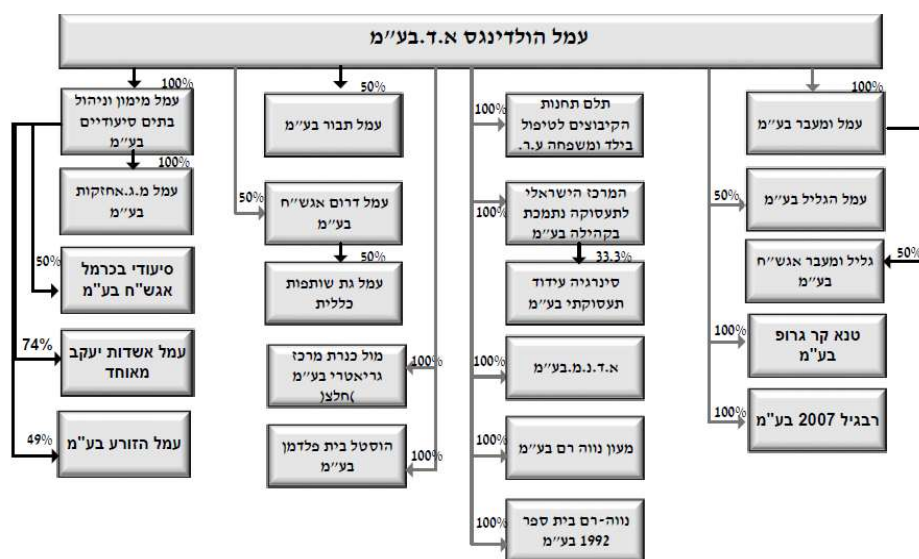 עמל הולדינגס א.ד.בע"מ
100%
עמל ומעבר בע"מ
50%
עמל הגליל בע"מ
50%
גליל ומעבר אגש"ח
בע"מ
100%
טנא קר גרופ
בע"מ
100%
רבגיל 2007 בע"מ
100%
תלם תחנות
הקיבוצים לטיפול
בילד ומשפחה ע.ר.
100%
המרכז הישראלי
לתעסוקה נתמכת
בקהילה בע"מ
33.3%
סינרגיה עידוד
תעסוקתי בע"מ
100%
א.ד.נ.מ.בע"מ
100%
מעון נווה רם בע"מ
100%
נווה-רם בית ספר
1992 בע"מ
50%
עמל תבור בע"מ
50%
עמל דרום אגש"ח
בע"מ
50%
עמל גת שותפות
כללית
100%
מול כנרת מרכז
גריאטרי בע"מ
)חלצ(
100%
הוסטל בית פלדמן
בע"מ
100%
עמל מימון וניהול
בתים סיעודיים
בע"מ
100%
עמל מ.ג.אחזקות
בע"מ
50%
סיעודי בכרמל
אגש"ח בע"מ
74%
עמל אשדות יעקב
מאוחד
49%
עמל הזורע בע"מ